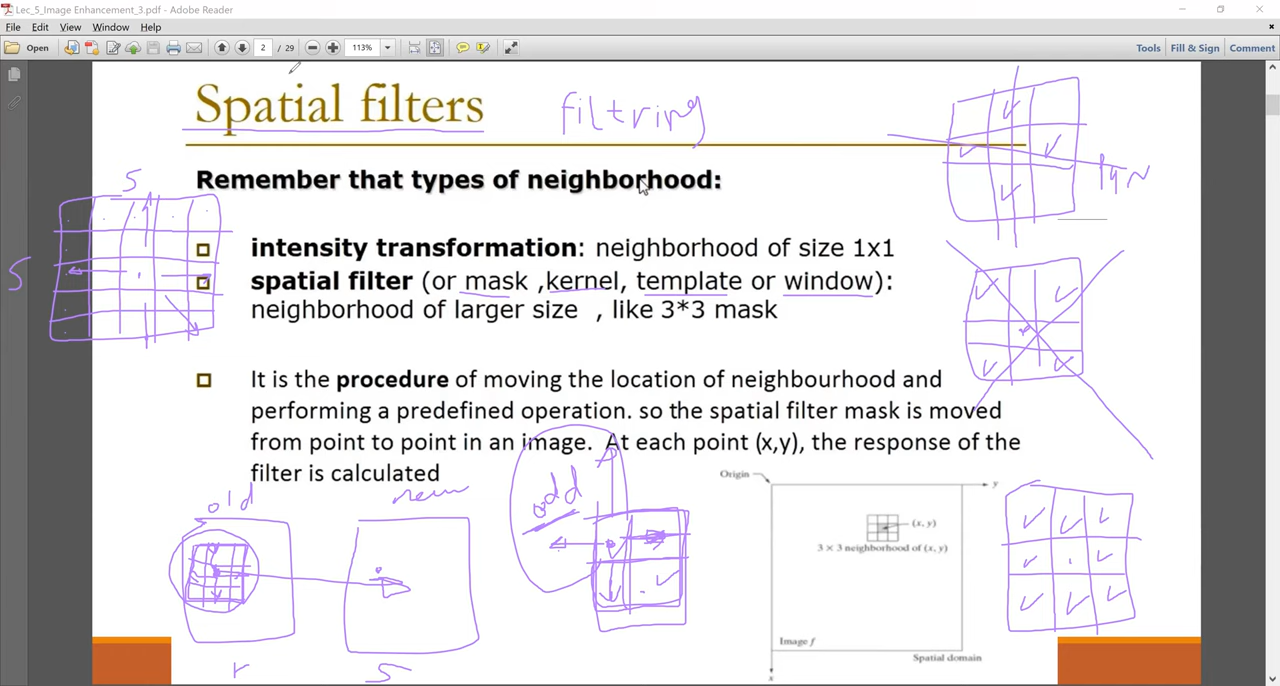 Lec_5_Image Enhancement_3.pdf - Adobe Reader
File Edit View Window Help
Open 2 / 29 113% Tools Fill & Sign Comment
Spatial filters filtring
Remember that types of neighborhood:
5
5
intensity transformation: neighborhood of size 1x1
spatial filter (or mask ,kernel, template or window):
neighborhood of larger size , like 3*3 mask
It is the procedure of moving the location of neighbourhood and
performing a predefined operation. so the spatial filter mask is moved
from point to point in an image. At each point (x,y), the response of the
filter is calculated
old new odd
Origin y
(x, y)
3 × 3 neighborhood of (x, y)
Image f
Spatial domain
x
r S